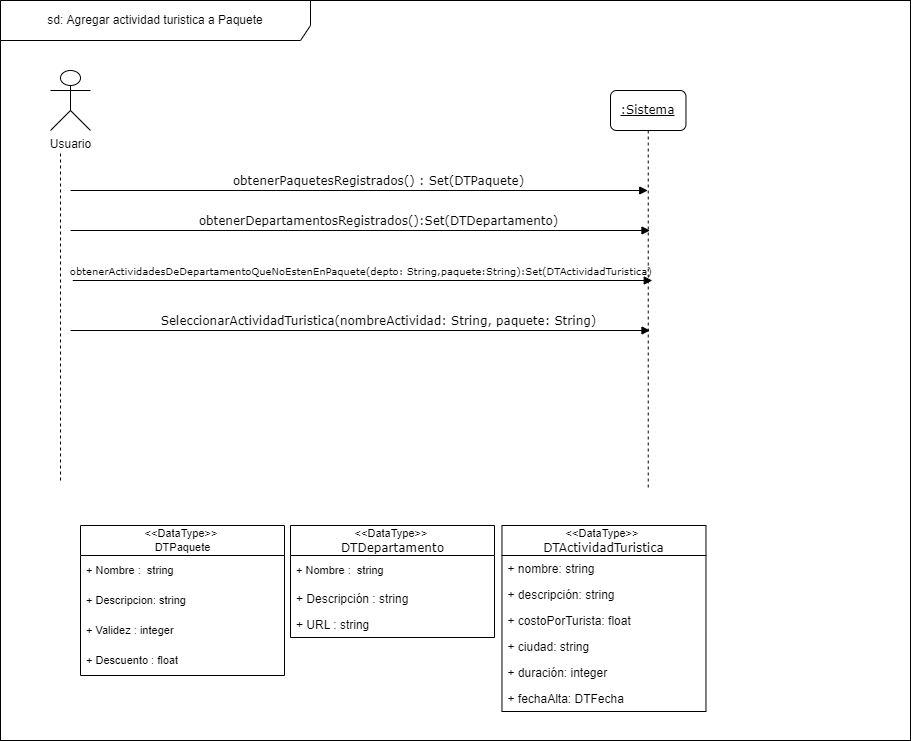 sd: Agregar actividad turistica a Paquete
Usuario
:Sistema
obtenerPaquetesRegistrados() : Set(DTPaquete)
obtenerDepartamentosRegistrados():Set(DTDepartamento)
obtenerActividadesDeDepartamentoQueNoEstenEnPaquete(depto: String,paquete:String):Set(DTActividadTuristica)
SeleccionarActividadTuristica(nombreActividad: String, paquete: String)
<<DataType>>
DTPaquete
+ Nombre : string
+ Descripcion: string
+ Validez : integer
+ Descuento : float
<<DataType>>
DTDepartamento
+ Nombre : string
+ Descripción : string
+ URL : string
<<DataType>>
DTActividadTuristica
+ nombre: string
+ descripción: string
+ costoPorTurista: float
+ ciudad: string
+ duración: integer
+ fechaAlta: DTFecha